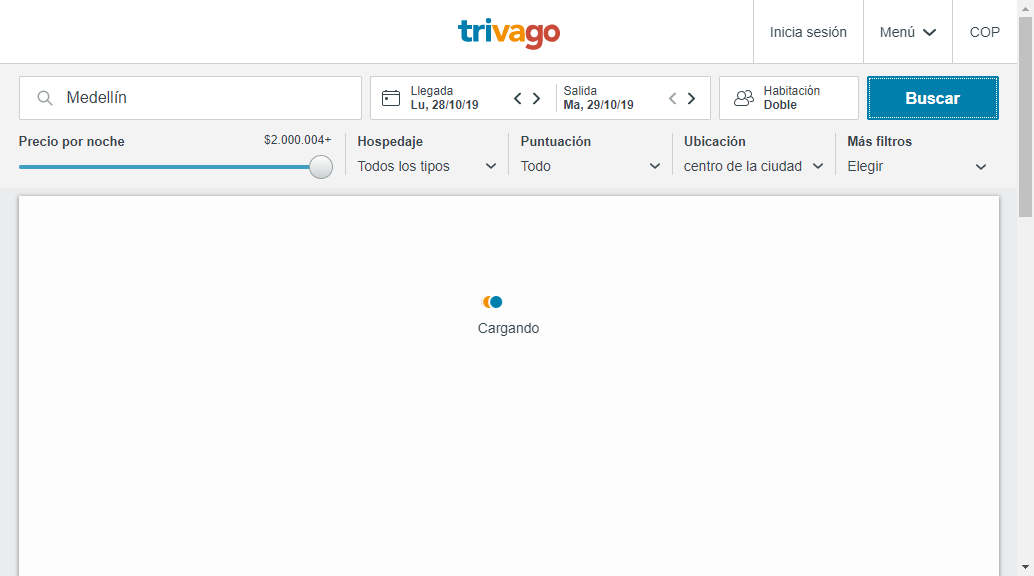 trivago
Inicia sesión
Menú
COP
Medellín
Llegada
Lu, 28/10/19
Salida
Ma, 29/10/19
Habitación
Doble
Buscar
Precio por noche
$2.000.004+
Hospedaje
Todos los tipos
Puntuación
Todo
Ubicación
centro de la ciudad
Más filtros
Elegir
Cargando